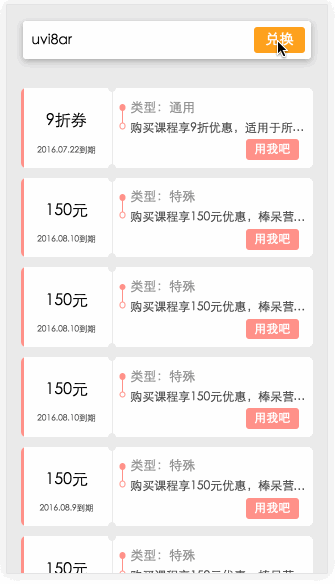 uvi8ar
兑换
9折券
2016.07.22到期
类型：通用
购买课程享9折优惠，适用于所...
用我吧
150元
2016.08.10到期
类型：特殊
购买课程享150元优惠，棒呆营...
用我吧
150元
2016.08.10到期
类型：特殊
购买课程享150元优惠，棒呆营...
用我吧
150元
2016.08.10到期
类型：特殊
购买课程享150元优惠，棒呆营...
用我吧
150元
2016.08.9到期
类型：特殊
购买课程享150元优惠，棒呆营...
用我吧
150元
类型：特殊
购买课程享150元优惠，棒呆营...